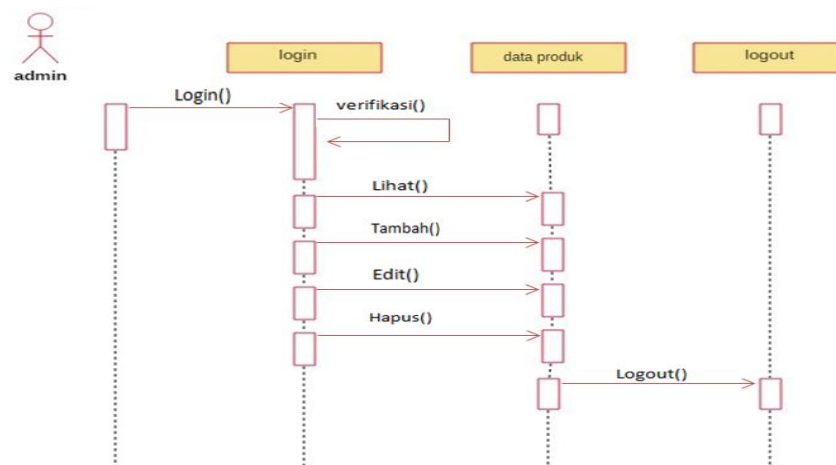 admin
login
data produk
logout
Login()
verifikasi()
Lihat()
Tambah()
Edit()
Hapus()
Logout()